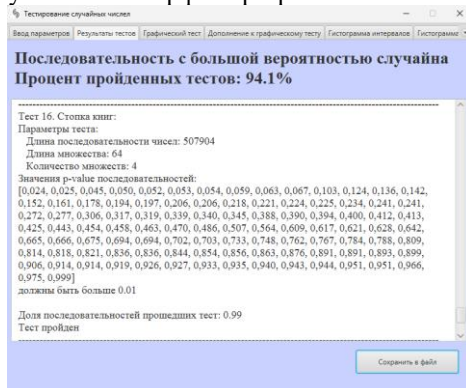 Тестирование случайных чисел
Ввод параметров Результаты тестов Графический тест Дополнение к графическому тесту Гистограмма интервалов Гистограмма
Последовательность с большой вероятностью случайна
Процент пройденных тестов: 94.1%
Тест 16. Стопка книг:
Параметры теста:
Длина последовательности чисел: 507904
Длина множества: 64
Количество множеств: 4
Значения p-value последовательностей:
[0,024, 0,025, 0,045, 0,050, 0,052, 0,053, 0,054, 0,059, 0,063, 0,067, 0,103, 0,124, 0,136, 0,142,
0,152, 0,161, 0,178, 0,194, 0,197, 0,206, 0,206, 0,218, 0,221, 0,224, 0,225, 0,234, 0,241, 0,241,
0,272, 0,277, 0,306, 0,317, 0,319, 0,339, 0,340, 0,345, 0,388, 0,390, 0,394, 0,400, 0,412, 0,413,
0,425, 0,443, 0,454, 0,458, 0,463, 0,470, 0,486, 0,507, 0,564, 0,609, 0,617, 0,621, 0,628, 0,642,
0,665, 0,666, 0,675, 0,694, 0,694, 0,702, 0,703, 0,733, 0,748, 0,762, 0,767, 0,784, 0,788, 0,809,
0,814, 0,818, 0,821, 0,836, 0,836, 0,844, 0,854, 0,856, 0,863, 0,876, 0,891, 0,891, 0,893, 0,899,
0,906, 0,914, 0,914, 0,919, 0,926, 0,927, 0,933, 0,935, 0,940, 0,943, 0,944, 0,951, 0,951, 0,966,
0,975, 0,999]
должны быть больше 0.01
Доля последовательностей прошедших тест: 0.99
Тест пройден
Сохранить в файл